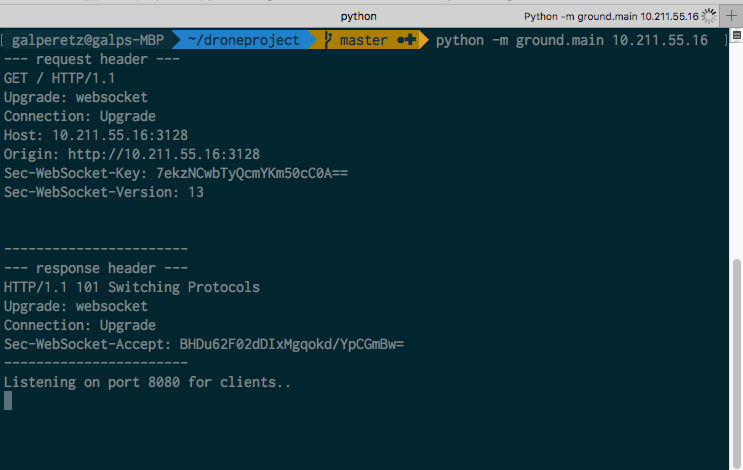 python
Python -m ground.main 10.211.55.16
[ galperetz@galps-MBP ~/droneproject master ●✚ python -m ground.main 10.211.55.16 ]
--- request header ---
GET / HTTP/1.1
Upgrade: websocket
Connection: Upgrade
Host: 10.211.55.16:3128
Origin: http://10.211.55.16:3128
Sec-WebSocket-Key: 7ekzNCwbTyQcmYKm50cC0A==
Sec-WebSocket-Version: 13
-----------------------
--- response header ---
HTTP/1.1 101 Switching Protocols
Upgrade: websocket
Connection: Upgrade
Sec-WebSocket-Accept: BHDu62F02dDIxMgqokd/YpCGmBw=
-----------------------
Listening on port 8080 for clients..